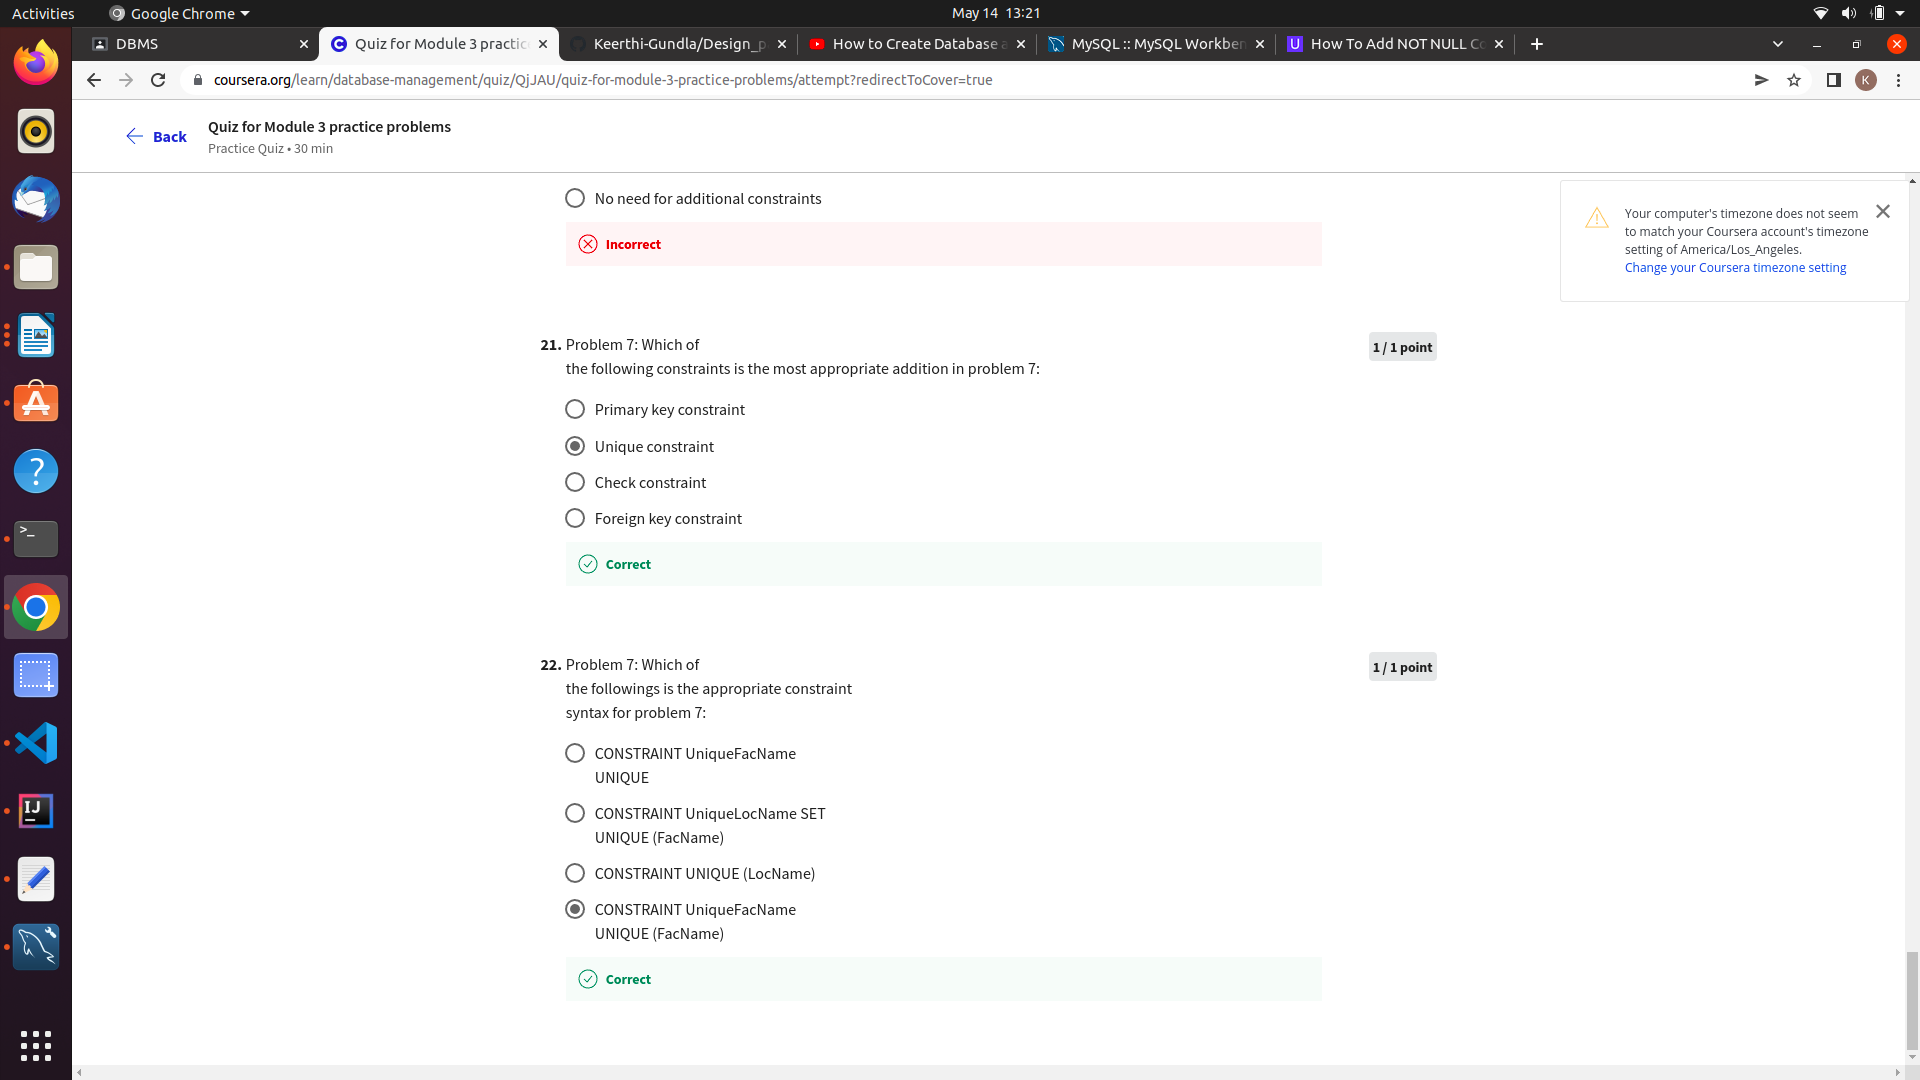 Activities
Google Chrome
May 14 13:21
DBMS
Quiz for Module 3 practic
Keerthi-Gundla/Design_p
How to Create Database a
MySQL :: MySQL Workben
U How To Add NOT NULL Co
coursera.org/learn/database-management/quiz/QjJAU/quiz-for-module-3-practice-problems/attempt?redirectToCover=true
K
Back
Quiz for Module 3 practice problems
Practice Quiz • 30 min
No need for additional constraints
Incorrect
Your computer's timezone does not seem
to match your Coursera account's timezone
setting of America/Los_Angeles.
Change your Coursera timezone setting
21. Problem 7: Which of
the following constraints is the most appropriate addition in problem 7:
1 / 1 point
Primary key constraint
Unique constraint
Check constraint
Foreign key constraint
Correct
22. Problem 7: Which of
the followings is the appropriate constraint
syntax for problem 7:
1 / 1 point
CONSTRAINT UniqueFacName
UNIQUE
CONSTRAINT UniqueLocName SET
UNIQUE (FacName)
CONSTRAINT UNIQUE (LocName)
CONSTRAINT UniqueFacName
UNIQUE (FacName)
Correct
>_
IJ